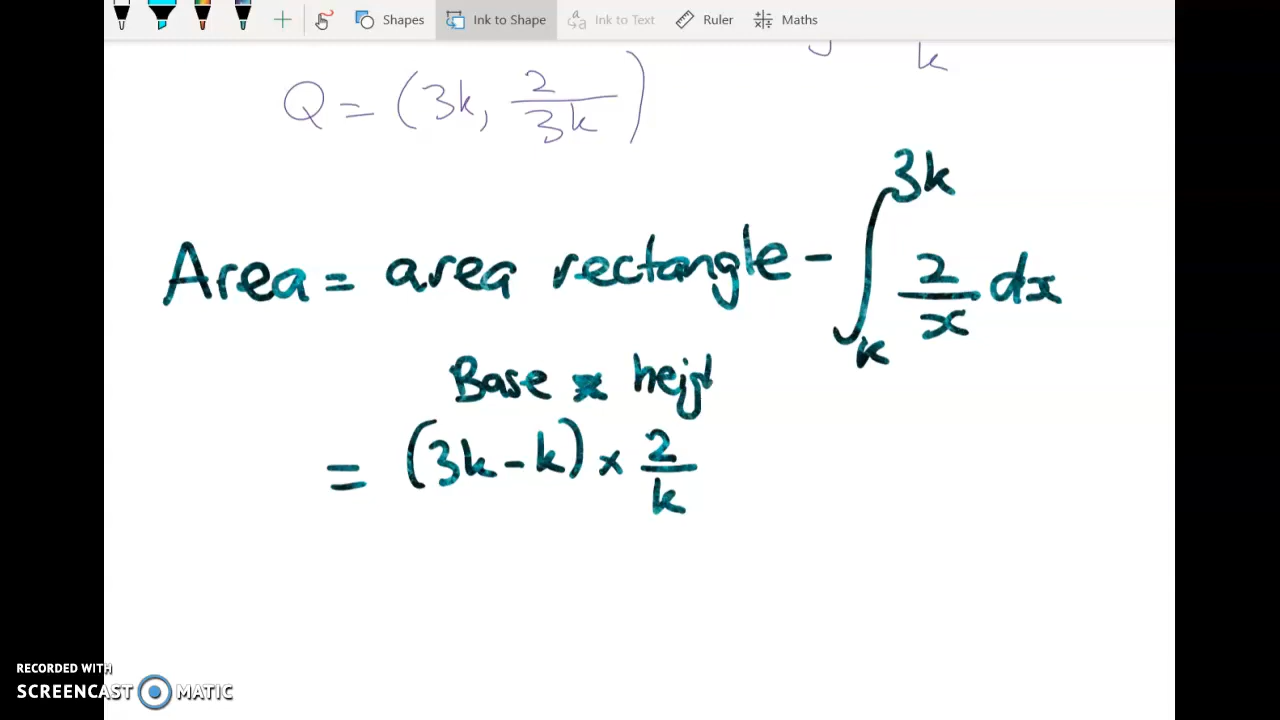 Shapes Ink to Shape Ink to Text Ruler Maths
k
Q = (3k, 2/3k)
Area = area rectangle - ∫_k^{3k} 2/x dx
Base × height
= (3k - k) × 2/k
RECORDED WITH
SCREENCAST MATIC